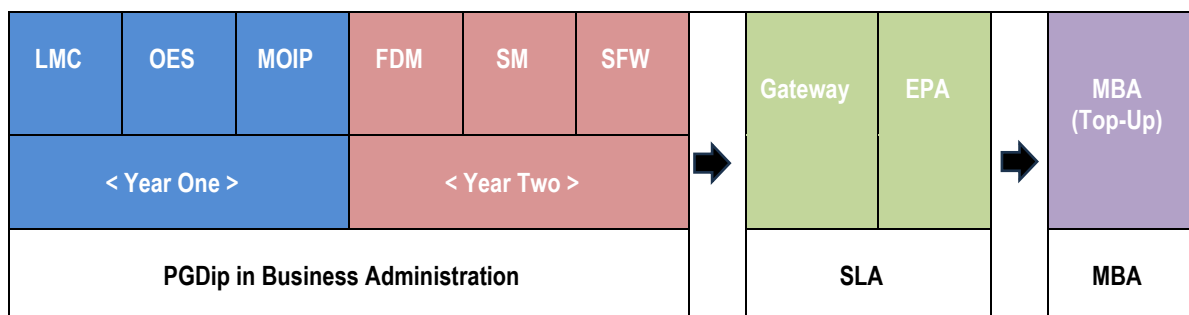 LMC
OES
MOIP
FDM
SM
SFW
Gateway
EPA
MBA
(Top-Up)
< Year One >
< Year Two >
PGDip in Business Administration
SLA
MBA